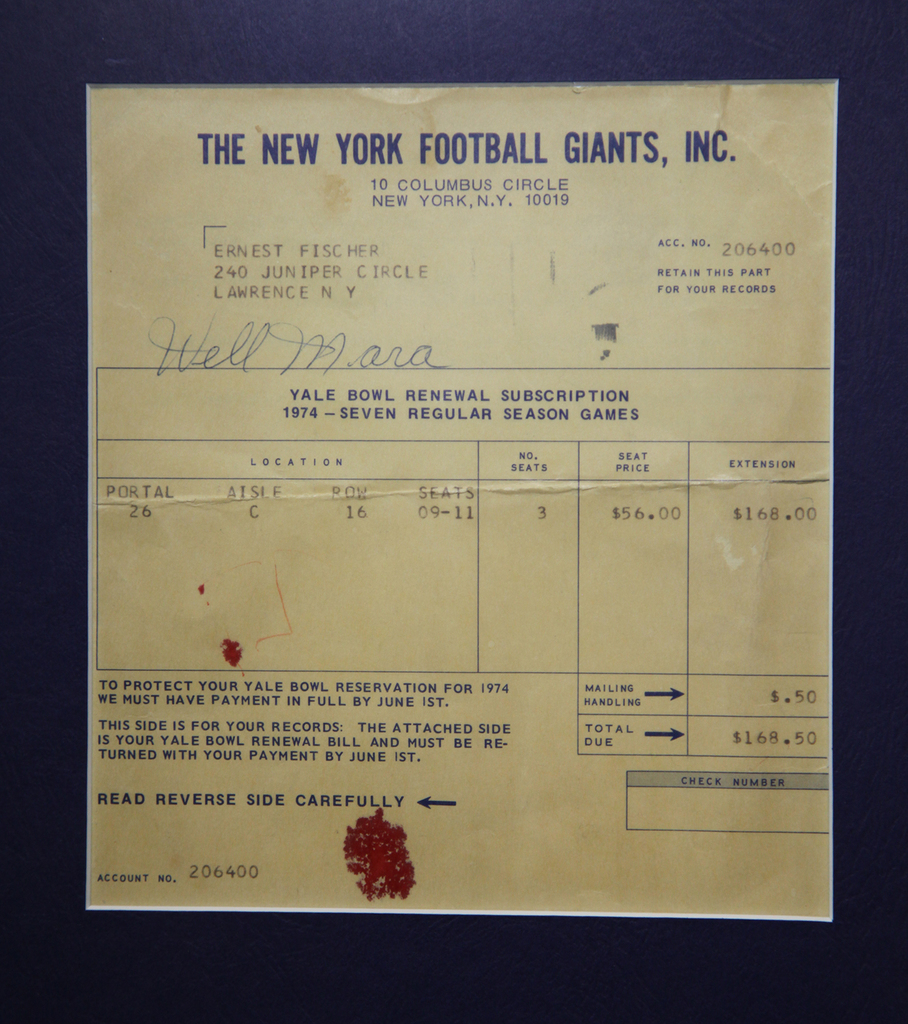 THE NEW YORK FOOTBALL GIANTS, INC.
10 COLUMBUS CIRCLE
NEW YORK, N.Y. 10019
ERNEST FISCHER
240 JUNIPER CIRCLE
LAWRENCE N Y
ACC. NO. 206400
RETAIN THIS PART
FOR YOUR RECORDS
Well Mara
YALE BOWL RENEWAL SUBSCRIPTION
1974 – SEVEN REGULAR SEASON GAMES
LOCATION NO. SEATS SEAT PRICE EXTENSION
PORTAL AISLE ROW SEATS
26 C 16 09-11 3 $56.00 $168.00
TO PROTECT YOUR YALE BOWL RESERVATION FOR 1974
WE MUST HAVE PAYMENT IN FULL BY JUNE 1ST.
MAILING HANDLING → $.50
THIS SIDE IS FOR YOUR RECORDS: THE ATTACHED SIDE
IS YOUR YALE BOWL RENEWAL BILL AND MUST BE RE-
TURNED WITH YOUR PAYMENT BY JUNE 1ST.
TOTAL DUE → $168.50
CHECK NUMBER
READ REVERSE SIDE CAREFULLY ←
ACCOUNT NO. 206400